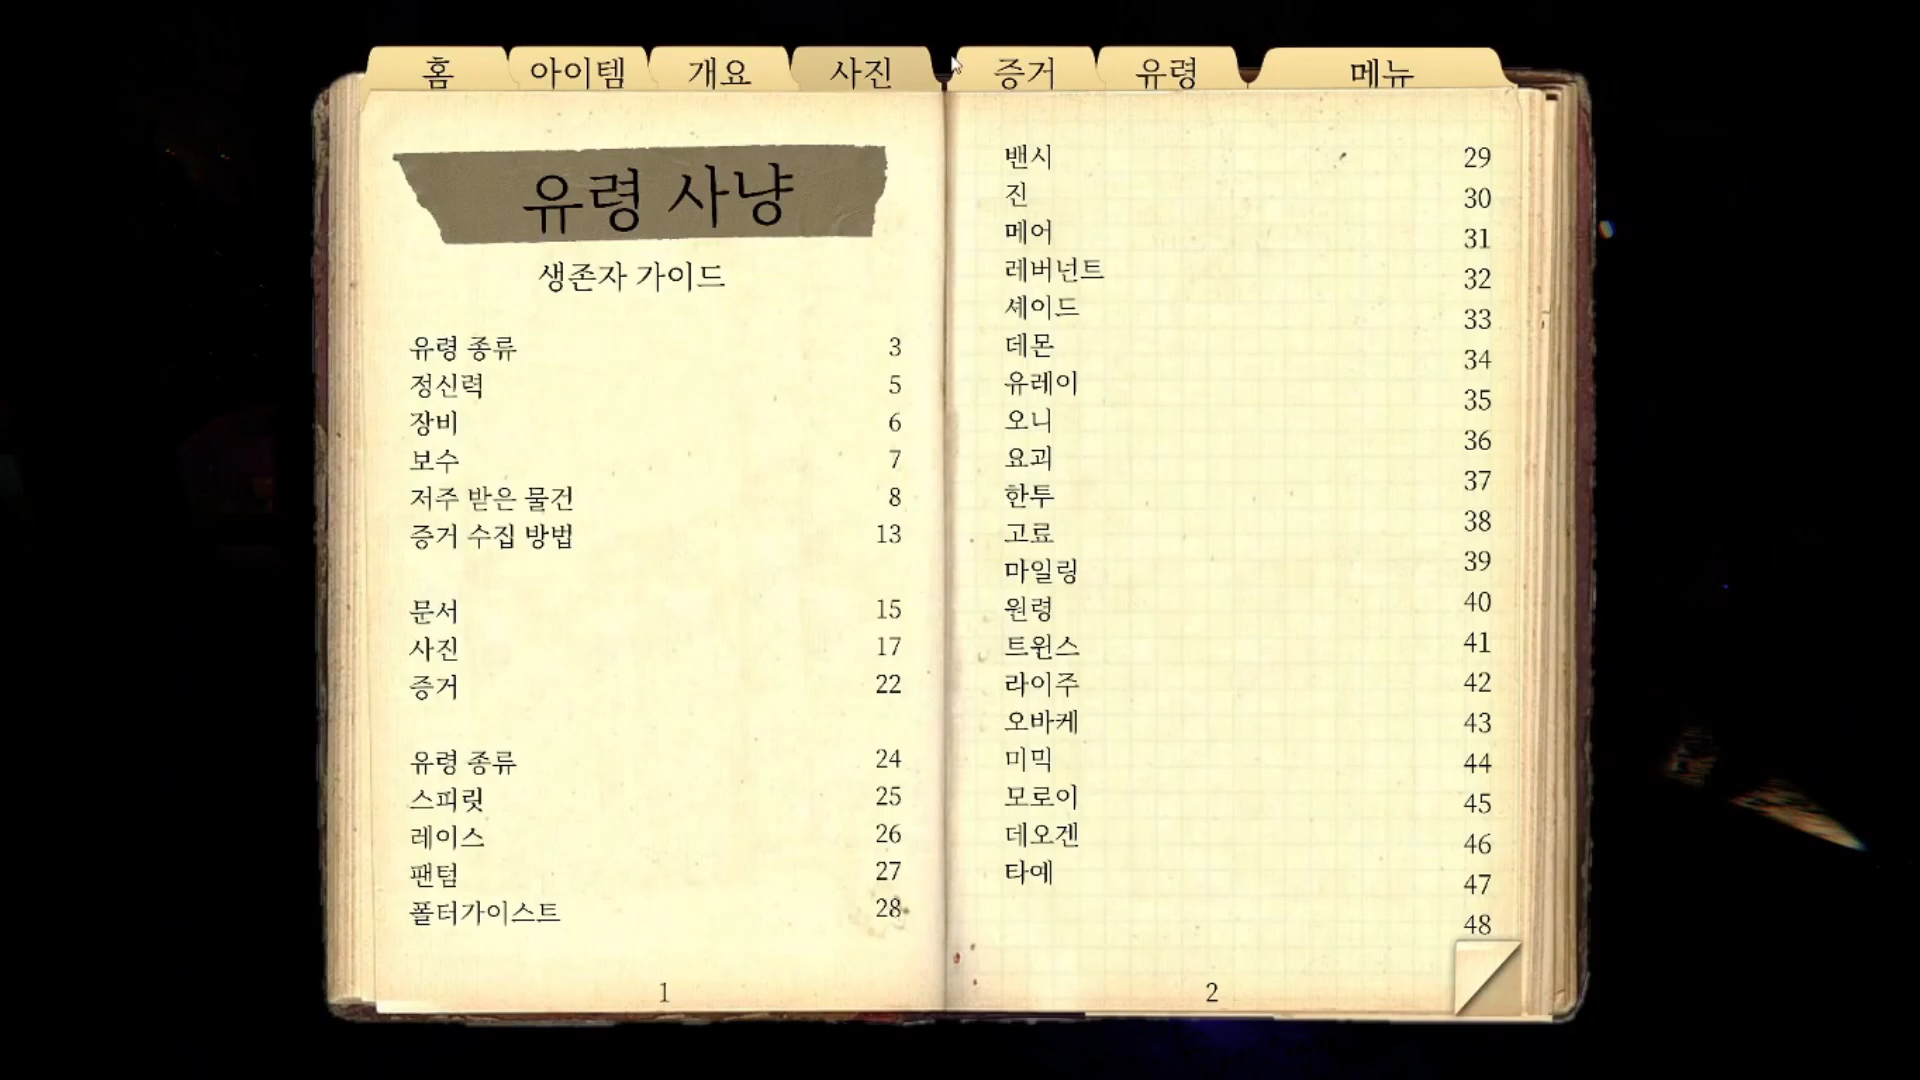 홈 아이템 개요 사진 증거 유령 메뉴
유령 사냥
생존자 가이드
유령 종류 3
정신력 5
장비 6
보수 7
저주 받은 물건 8
증거 수집 방법 13
문서 15
사진 17
증거 22
유령 종류 24
스피릿 25
레이스 26
팬텀 27
폴터가이스트 28
1
밴시 29
진 30
메어 31
레버넌트 32
셰이드 33
데몬 34
유레이 35
오니 36
요괴 37
한투 38
고료 39
마일링 40
원령 41
트윈스 42
라이주 43
오바케 44
미믹 45
모로이 46
데오겐 47
타예 48
2